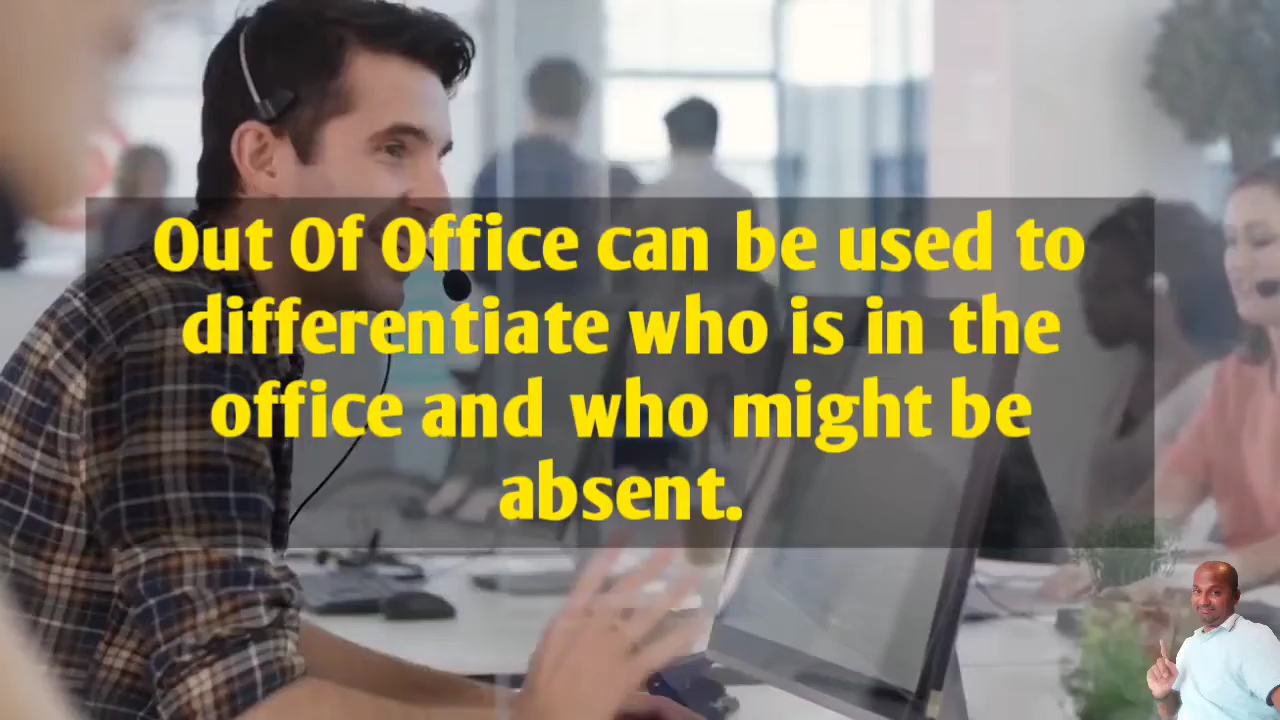 Out Of Office can be used to
differentiate who is in the
office and who might be
absent.